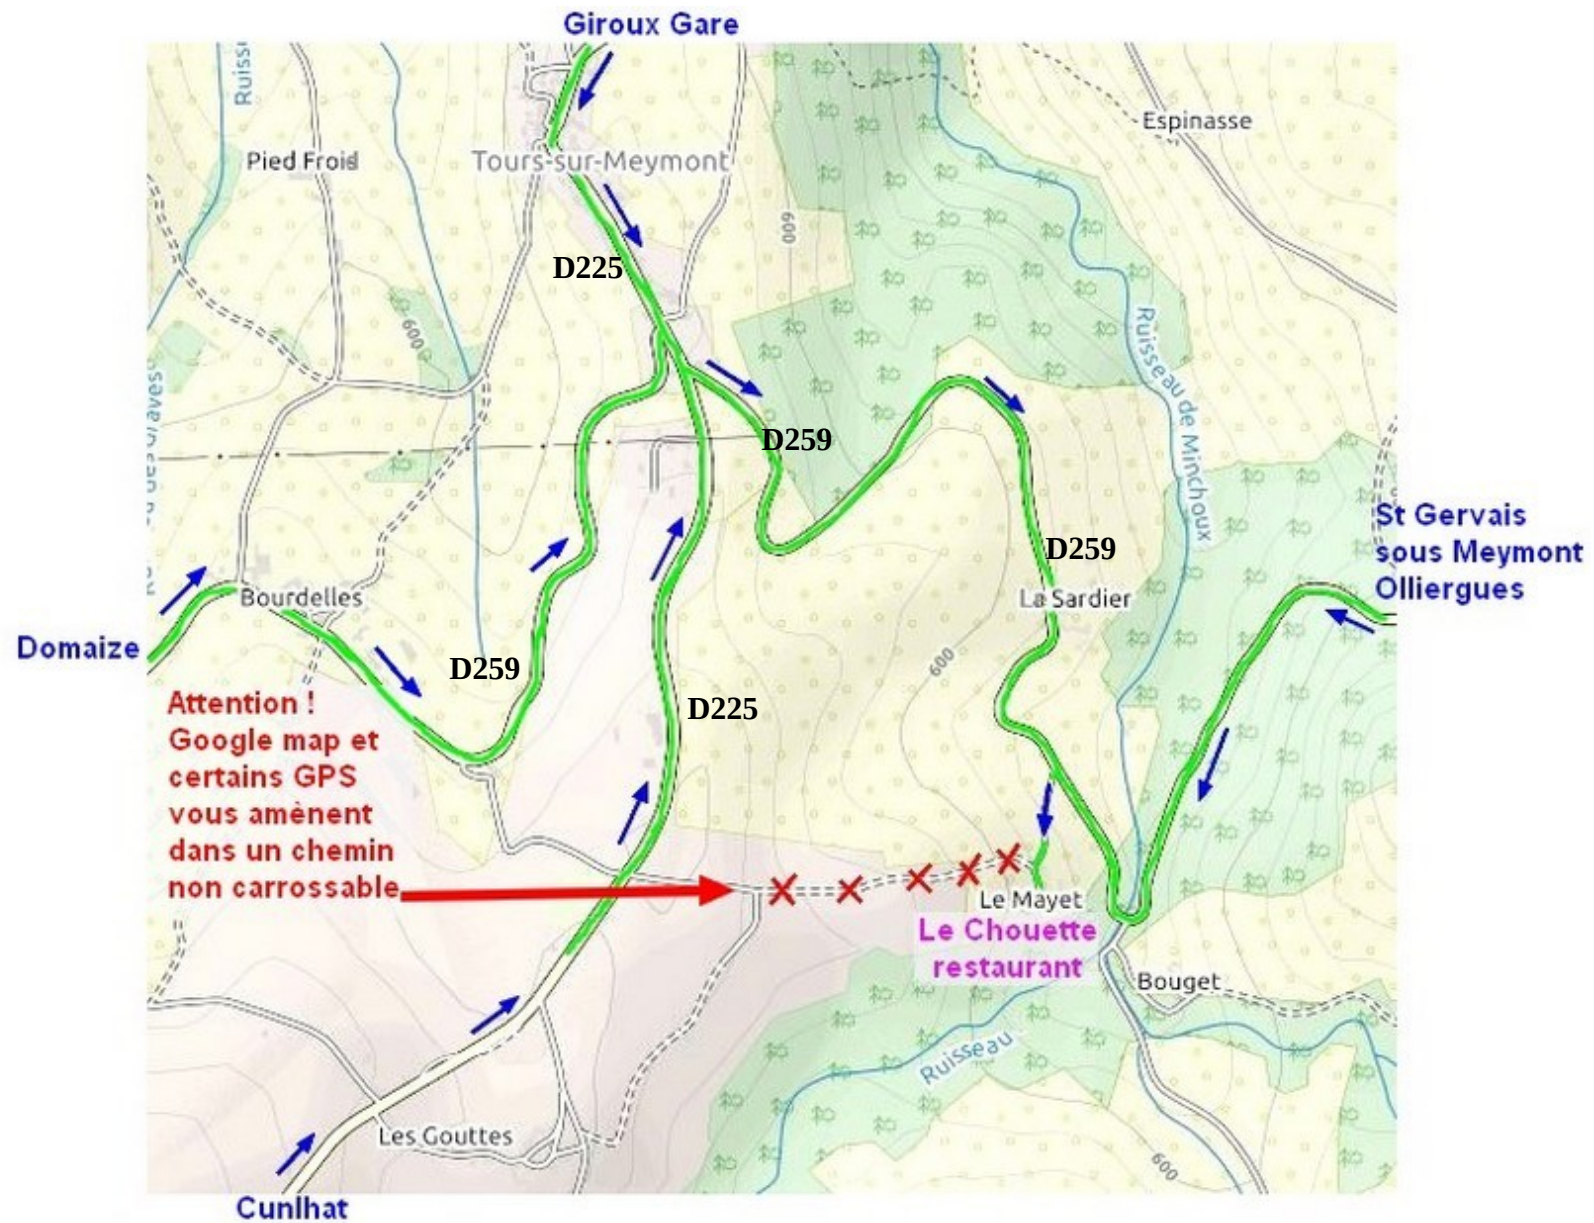 Giroux Gare
Ruisse
Espinasse
Pied Frois
Tours-sur-Meymont
600
D225
600
Ruisseau de Minchoux
D259
St Gervais
sous Meymont
Olliergues
D259
Bourdelles
La Sardier
Domaize
D259
600
D225
Attention !
Google map et
certains GPS
vous amènent
dans un chemin
non carrossable
Le Mayet
Le Chouette
restaurant
Bouget
Ruisseau
Les Gouttes
600
Cunlhat